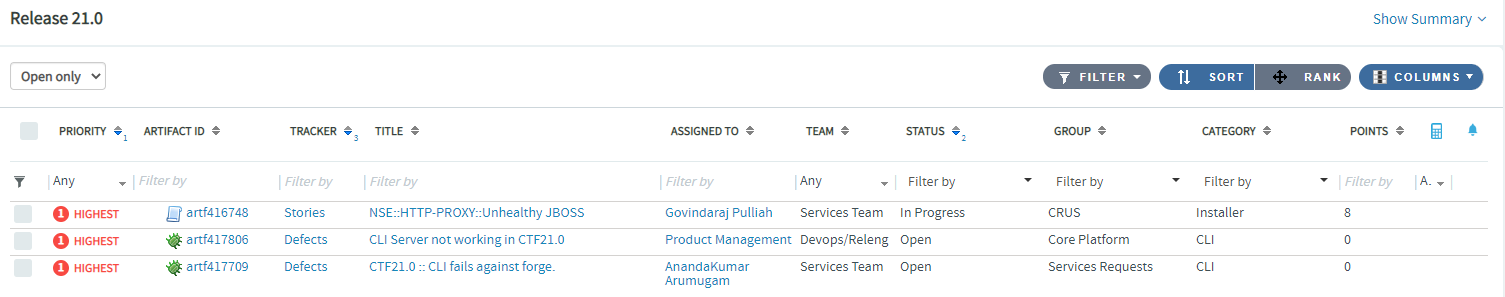 Release 21.0
Show Summary
Open only
FILTER SORT RANK COLUMNS
PRIORITY 1 ARTIFACT ID TRACKER 3 TITLE ASSIGNED TO TEAM STATUS 2 GROUP CATEGORY POINTS
Any Filter by Filter by Filter by Filter by Any Filter by Filter by Filter by Filter by A.
1 HIGHEST artf416748 Stories NSE::HTTP-PROXY::Unhealthy JBOSS Govindaraj Pulliah Services Team In Progress CRUS Installer 8
1 HIGHEST artf417806 Defects CLI Server not working in CTF21.0 Product Management Devops/Releng Open Core Platform CLI 0
1 HIGHEST artf417709 Defects CTF21.0 :: CLI fails against forge. AnandaKumar Services Team Open Services Requests CLI 0
Arumugam